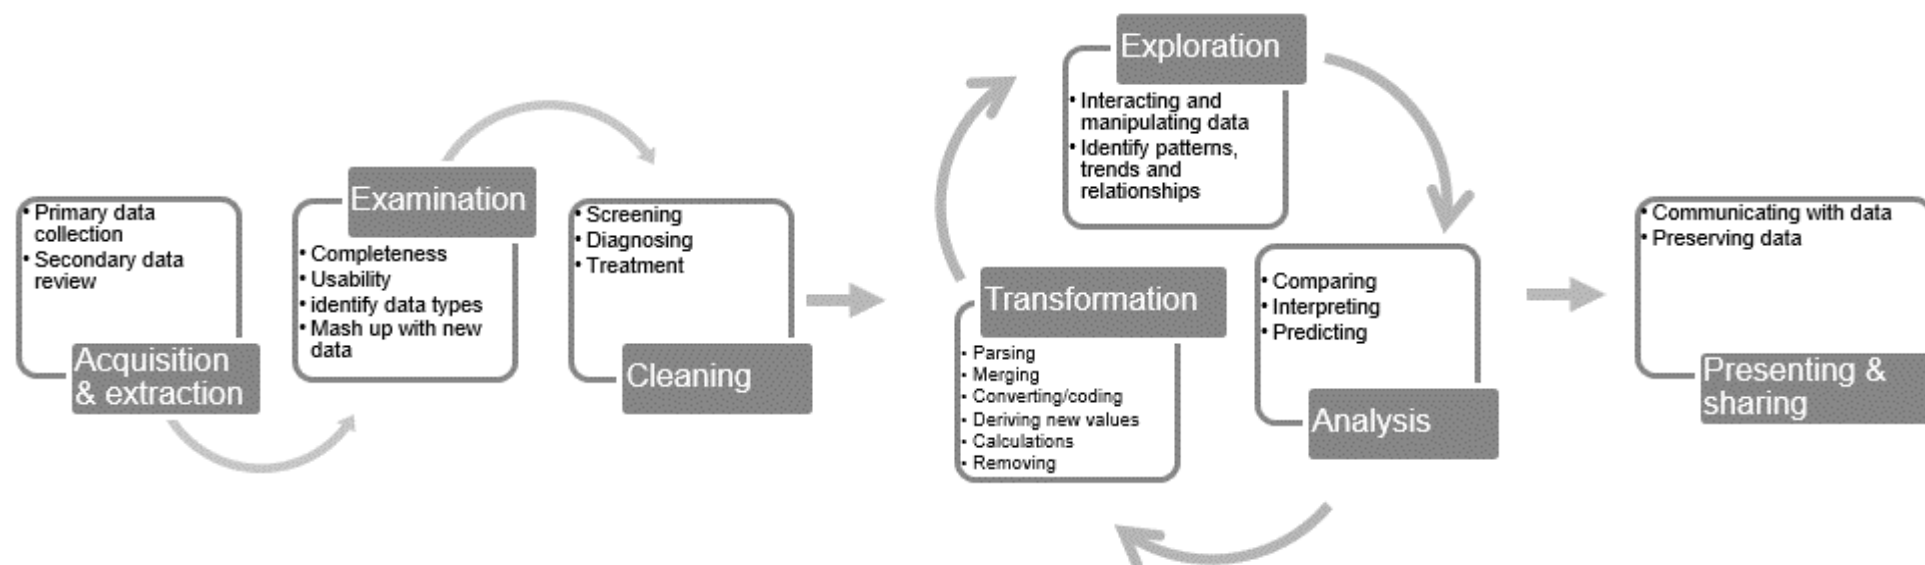 • Primary data
collection
• Secondary data
review
Acquisition
& extraction
Examination
• Completeness
• Usability
• identify data types
• Mash up with new
data
• Screening
• Diagnosing
• Treatment
Cleaning
Transformation
• Parsing
• Merging
• Converting/coding
• Deriving new values
• Calculations
• Removing
Exploration
• Interacting and
manipulating data
• Identify patterns,
trends and
relationships
• Comparing
• Interpreting
• Predicting
Analysis
• Communicating with data
• Preserving data
Presenting &
sharing